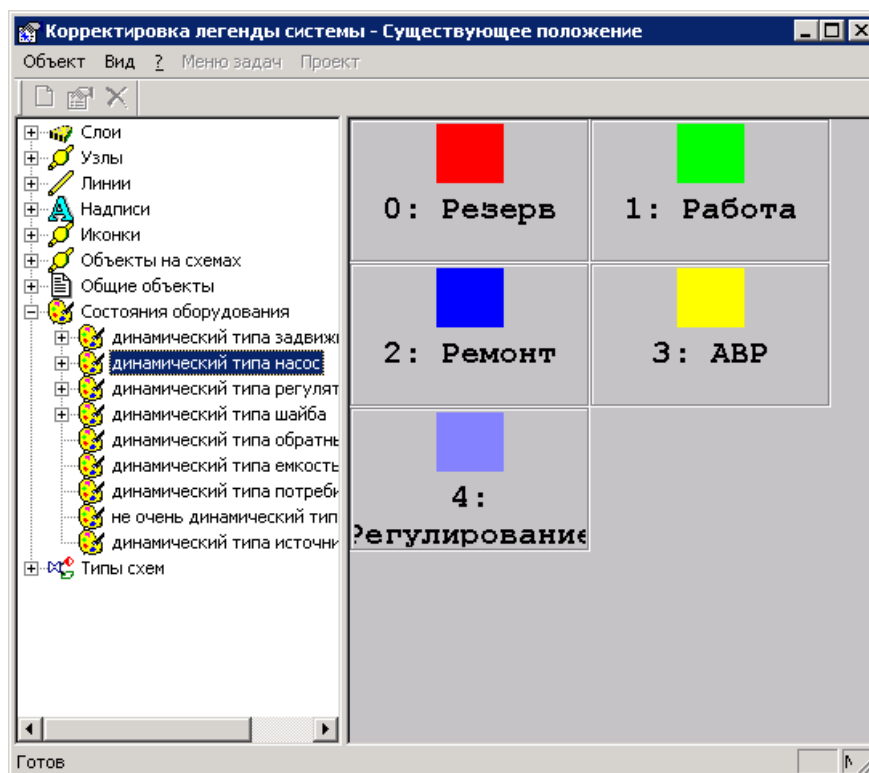 Корректировка легенды системы - Существующее положение
Объект Вид ? Меню задач Проект
Слои
Узлы
Линии
Надписи
Иконки
Объекты на схемах
Общие объекты
Состояния оборудования
динамический типа задвиж
динамический типа насос
динамический типа регулят
динамический типа шайба
динамический типа обратн
динамический типа емкость
динамический типа потреби
не очень динамический тип
динамический типа источни
Типы схем
0: Резерв
1: Работа
2: Ремонт
3: АВР
4:
Регулирование
Готов